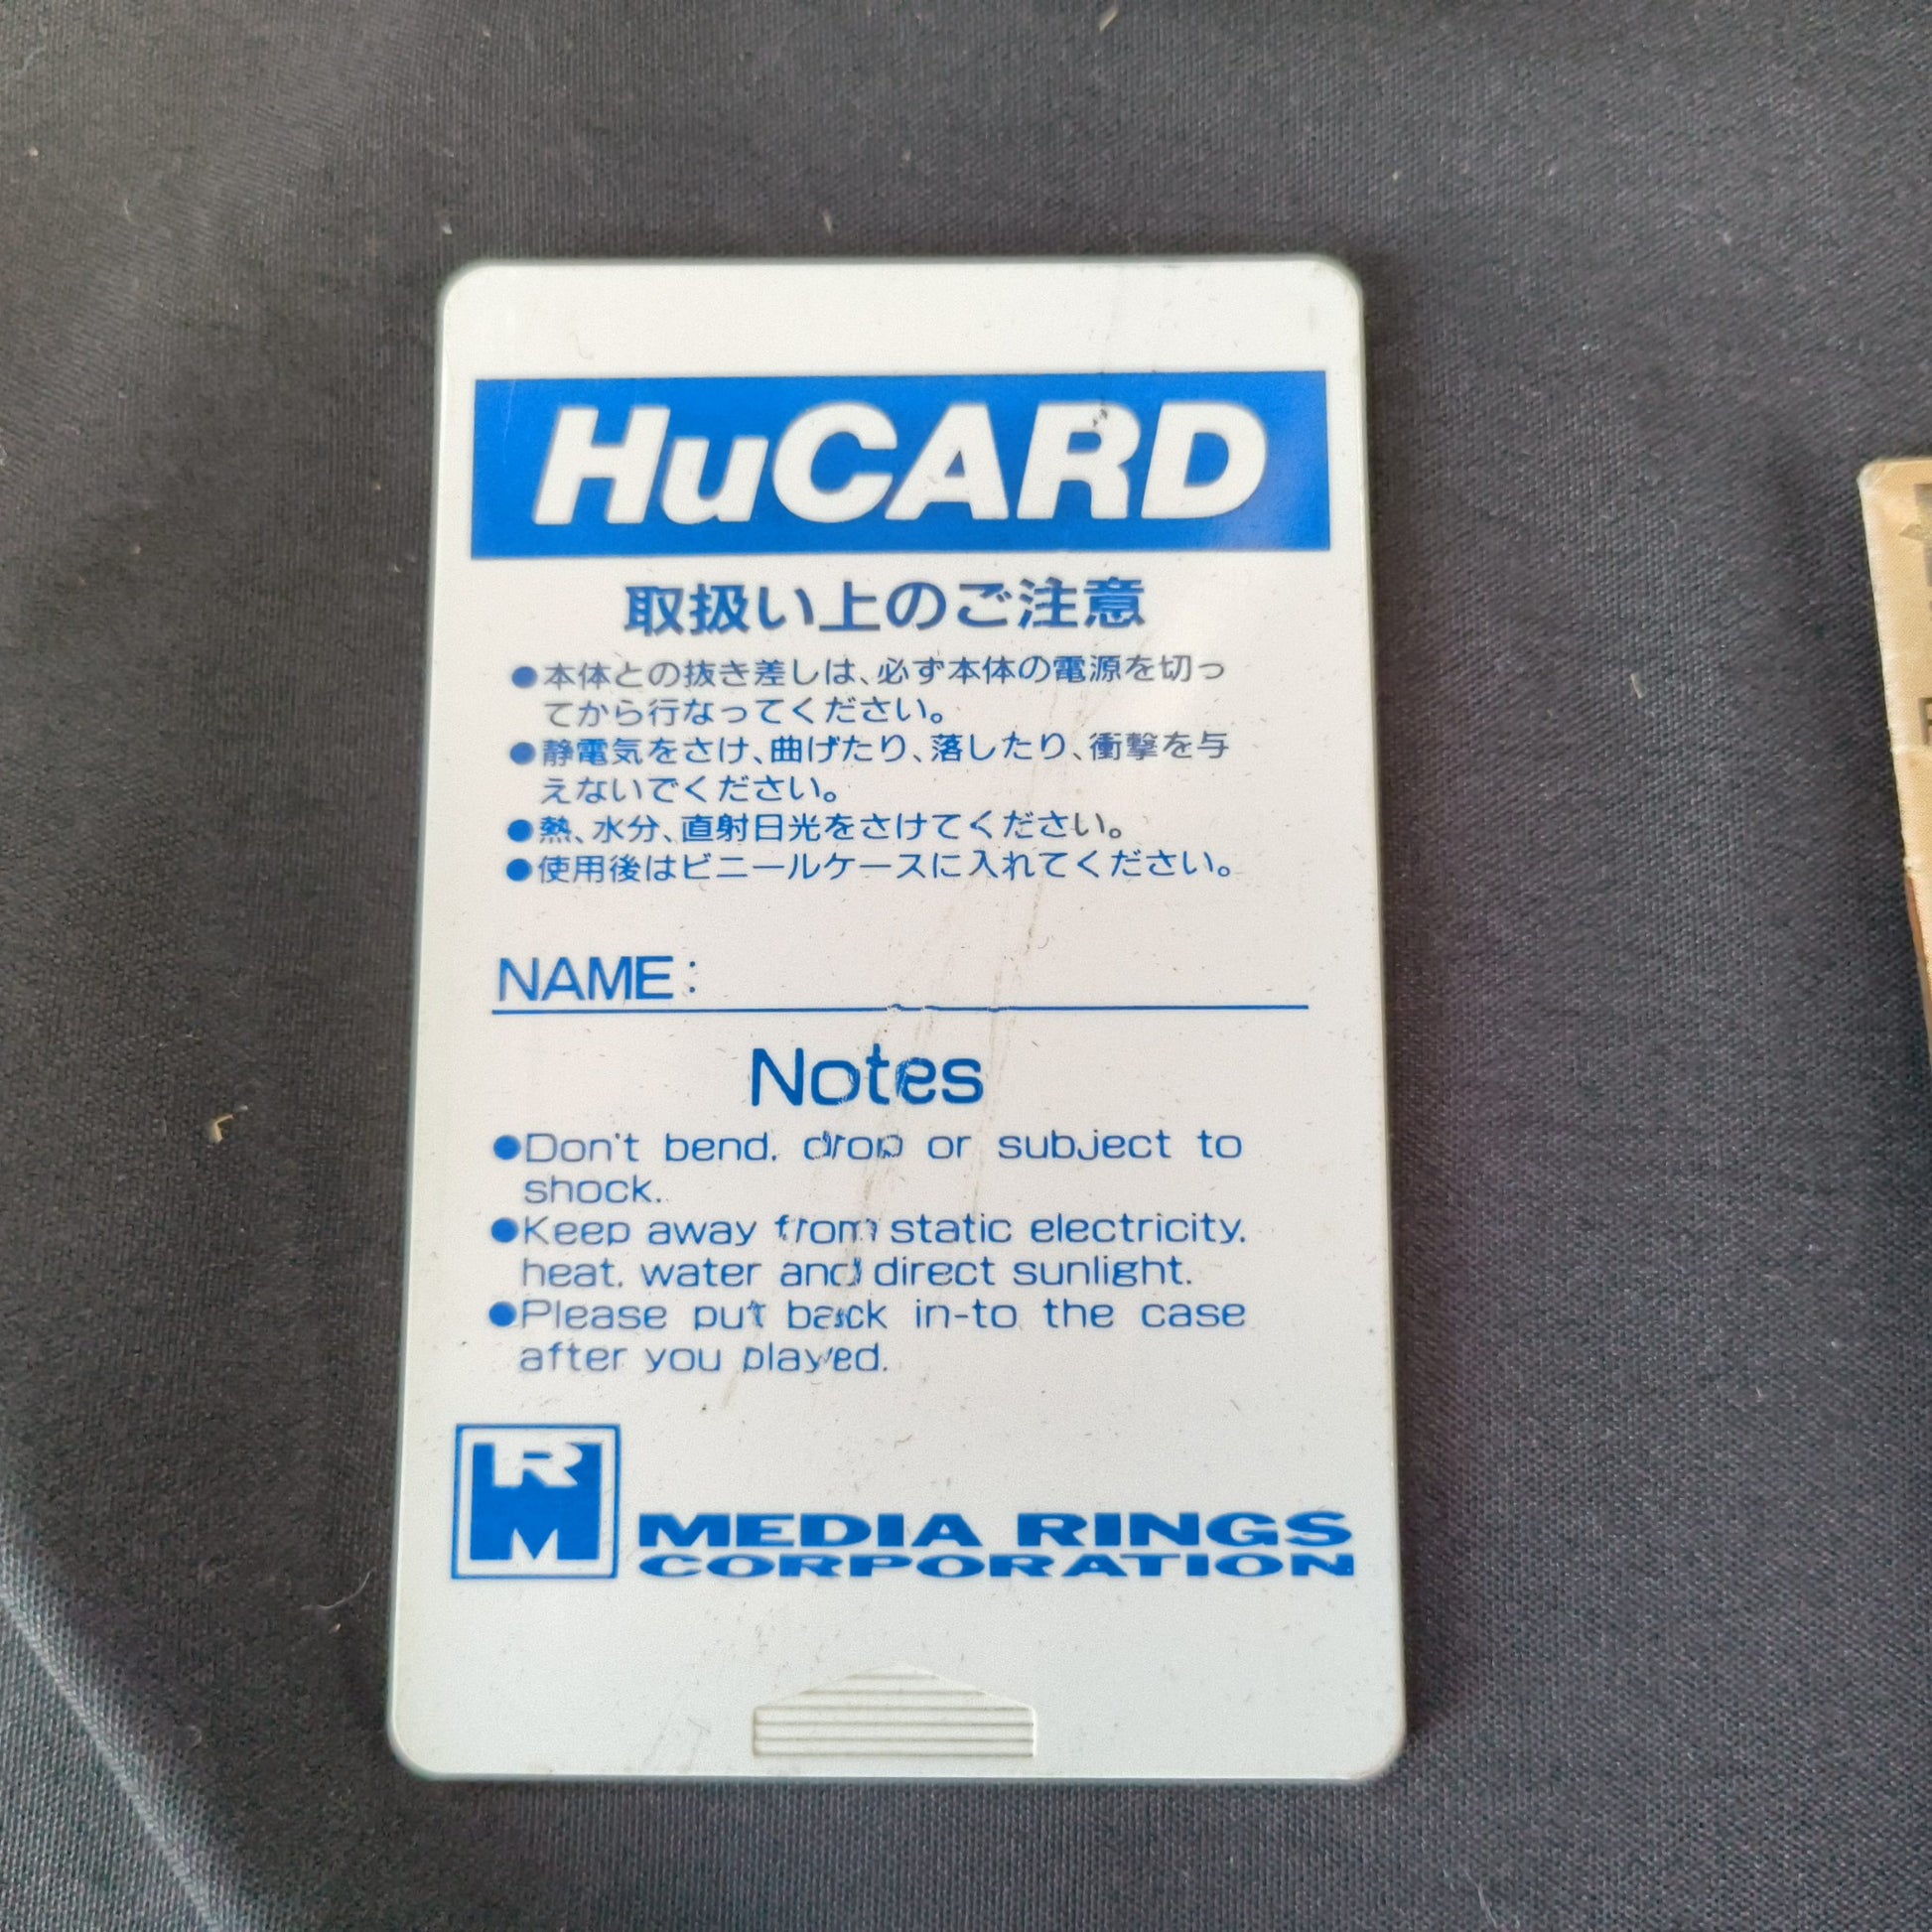 HuCARD
取扱い上のご注意
●本体との抜き差しは、必ず本体の電源を切っ
てから行なってください。
●静電気をさけ、曲げたり、落したり、衝撃を与
えないでください。
●熱、水分、直射日光をさけてください。
●使用後はビニールケースに入れてください。
NAME:
Notes
●Don't bend, drop or subject to
shock.
●Keep away from static electricity,
heat, water and direct sunlight.
●Please put back in-to the case
after you played.
RM
MEDIA RINGS
CORPORATION